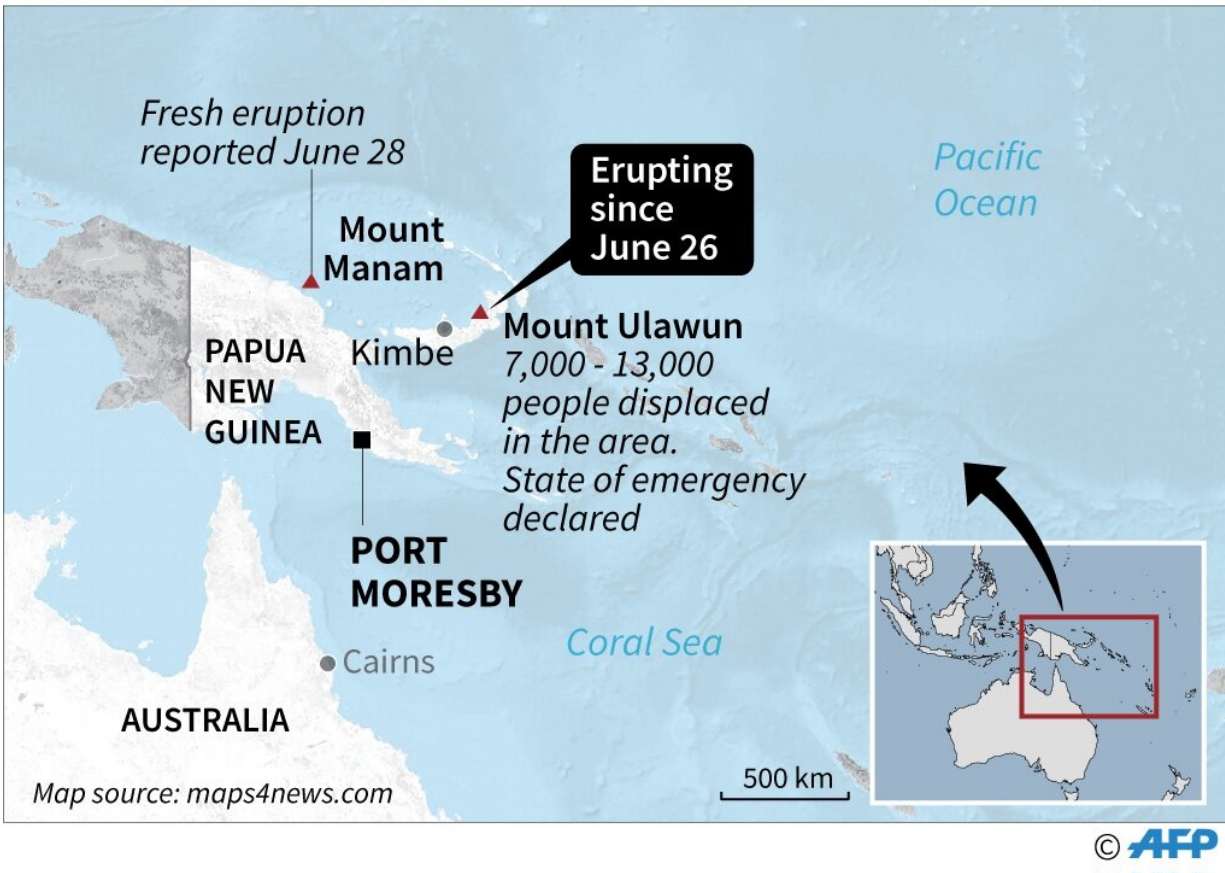 Fresh eruption
reported June 28
Erupting
since
June 26
Pacific
Ocean
Mount
Manam
Mount Ulawun
7,000 - 13,000
people displaced
in the area.
State of emergency
declared
Kimbe
PAPUA
NEW
GUINEA
PORT
MORESBY
Coral Sea
Cairns
AUSTRALIA
500 km
Map source: maps4news.com
© AFP